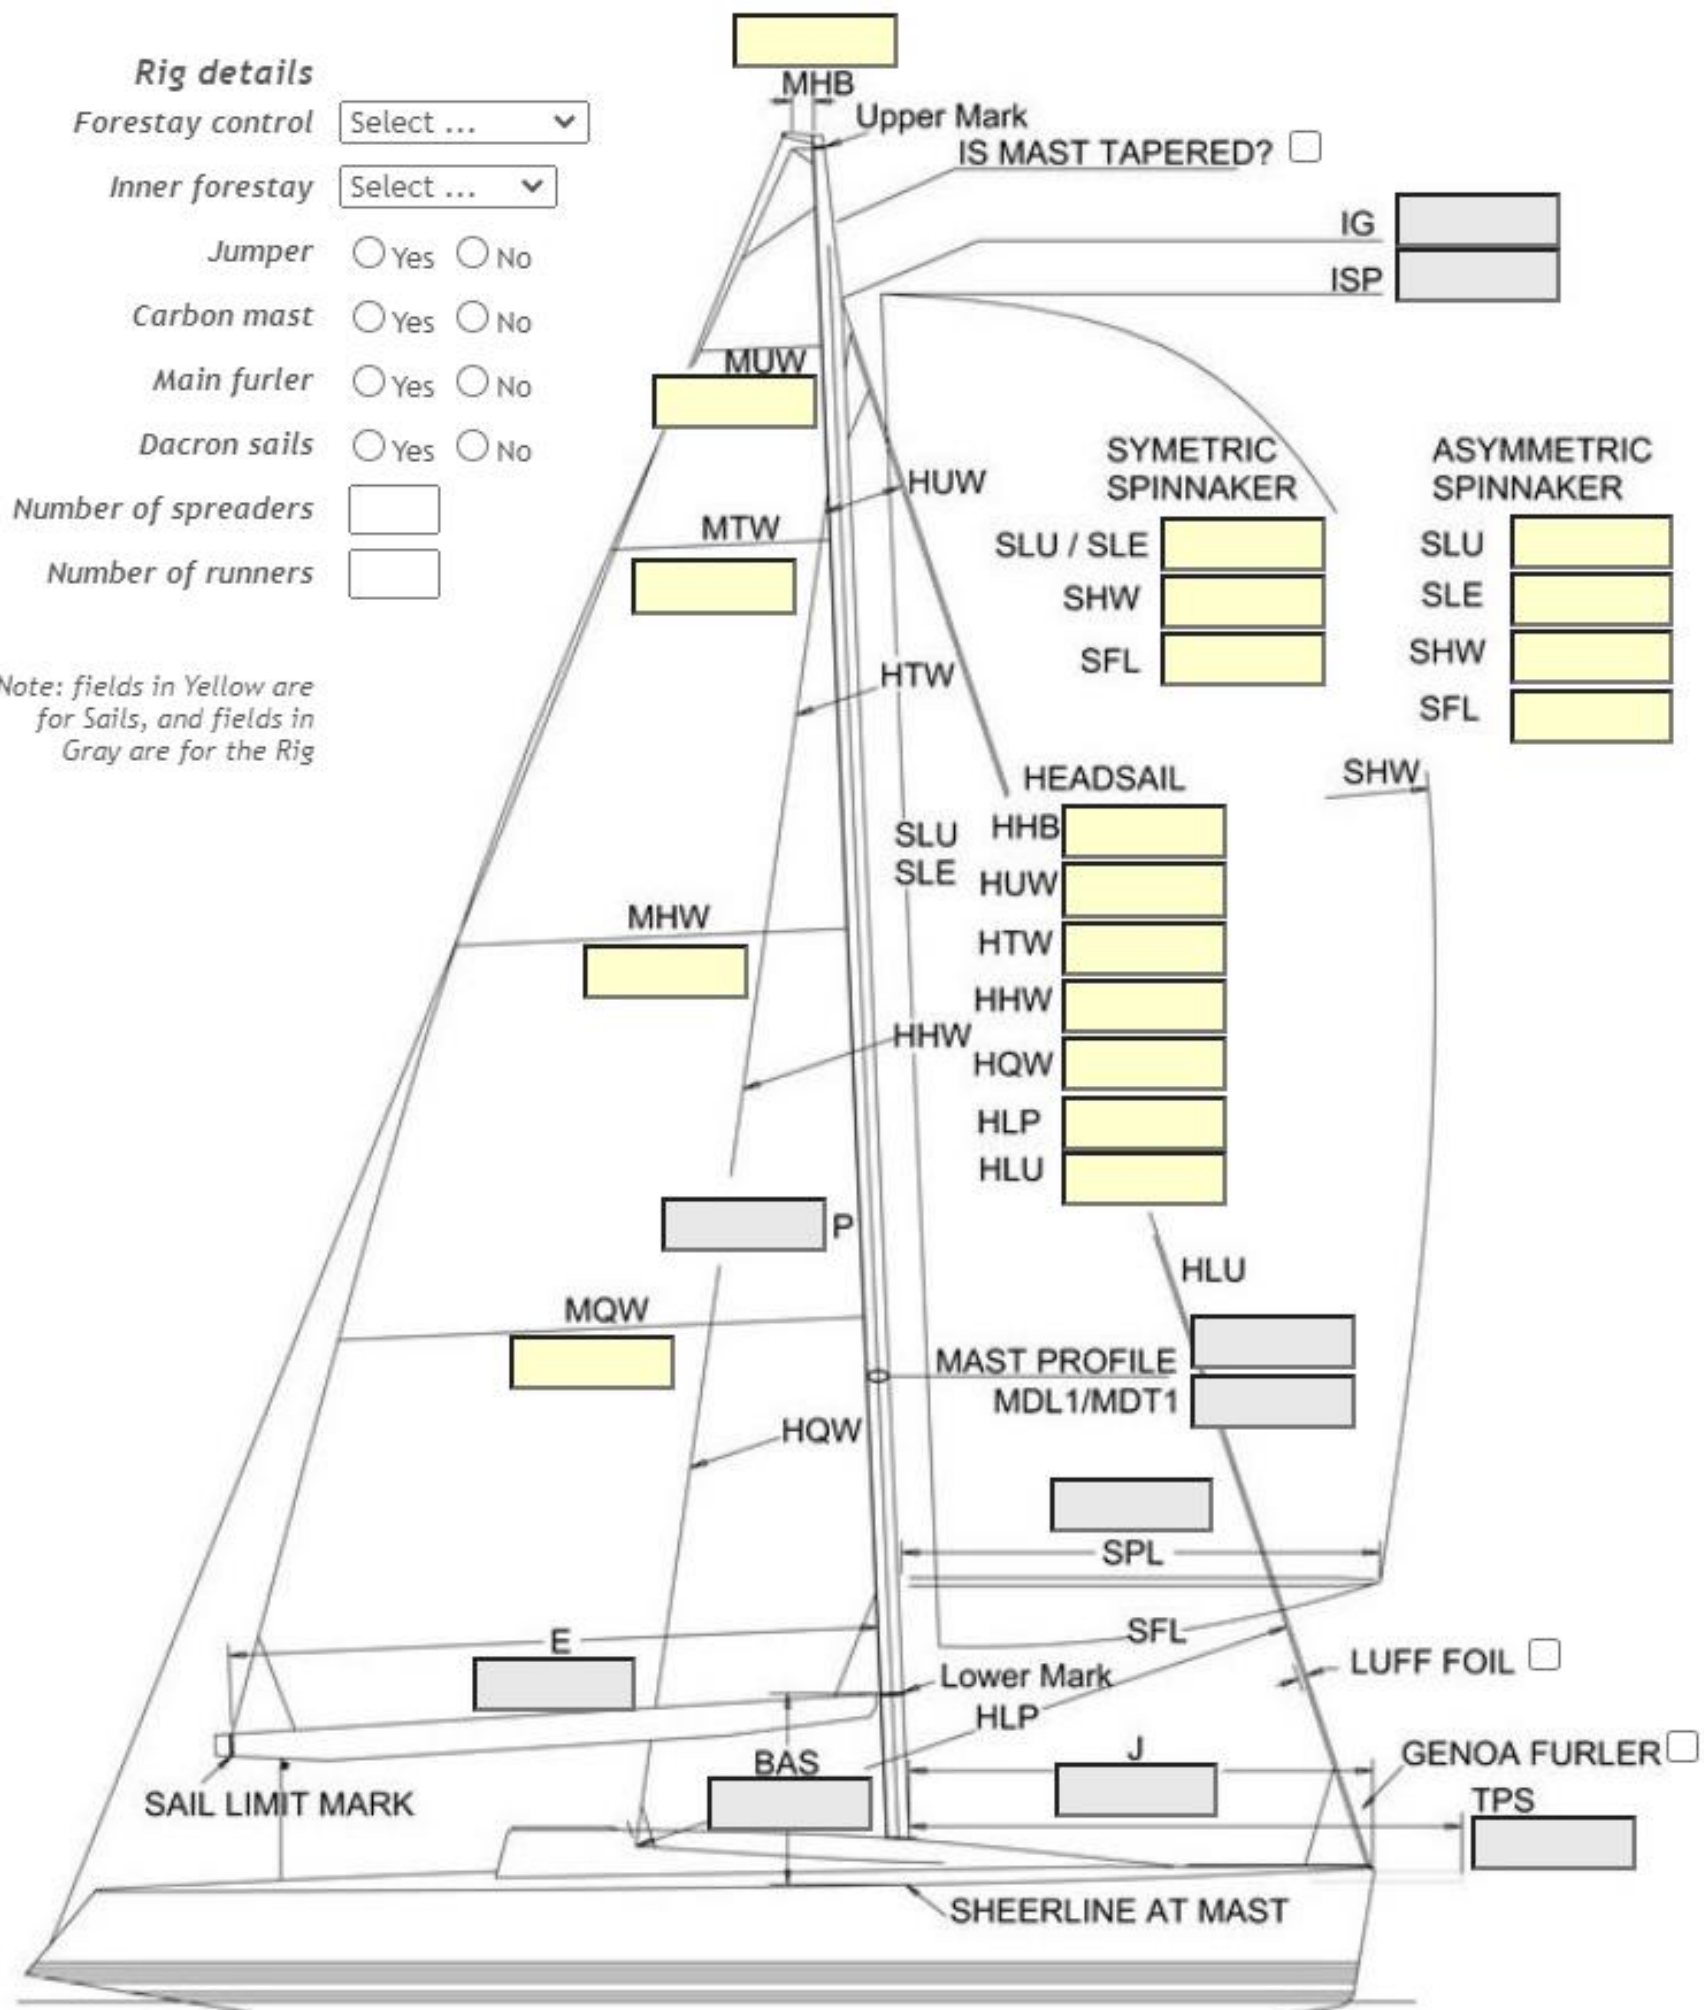 MHB
Rig details
Upper Mark
Forestay control Select ...
IS MAST TAPERED?
Inner forestay Select ...
IG
Jumper Yes No
ISP
Carbon mast Yes No
MUW
Main furler Yes No
Dacron sails Yes No
SYMETRIC
SPINNAKER
ASYMMETRIC
SPINNAKER
HUW
Number of spreaders
MTW
SLU / SLE
SLU
Number of runners
SHW
SLE
SFL
SHW
HTW
SFL
Note: fields in Yellow are
for Sails, and fields in
Gray are for the Rig
HEADSAIL
SHW
SLU
SLE
HHB
HUW
MHW
HTW
HHW
HHW
HQW
HLP
HLU
P
HLU
MQW
MAST PROFILE
MDL1/MDT1
HQW
SPL
E
SFL
LUFF FOIL
Lower Mark
HLP
BAS
J
GENOA FURLER
SAIL LIMIT MARK
TPS
SHEERLINE AT MAST